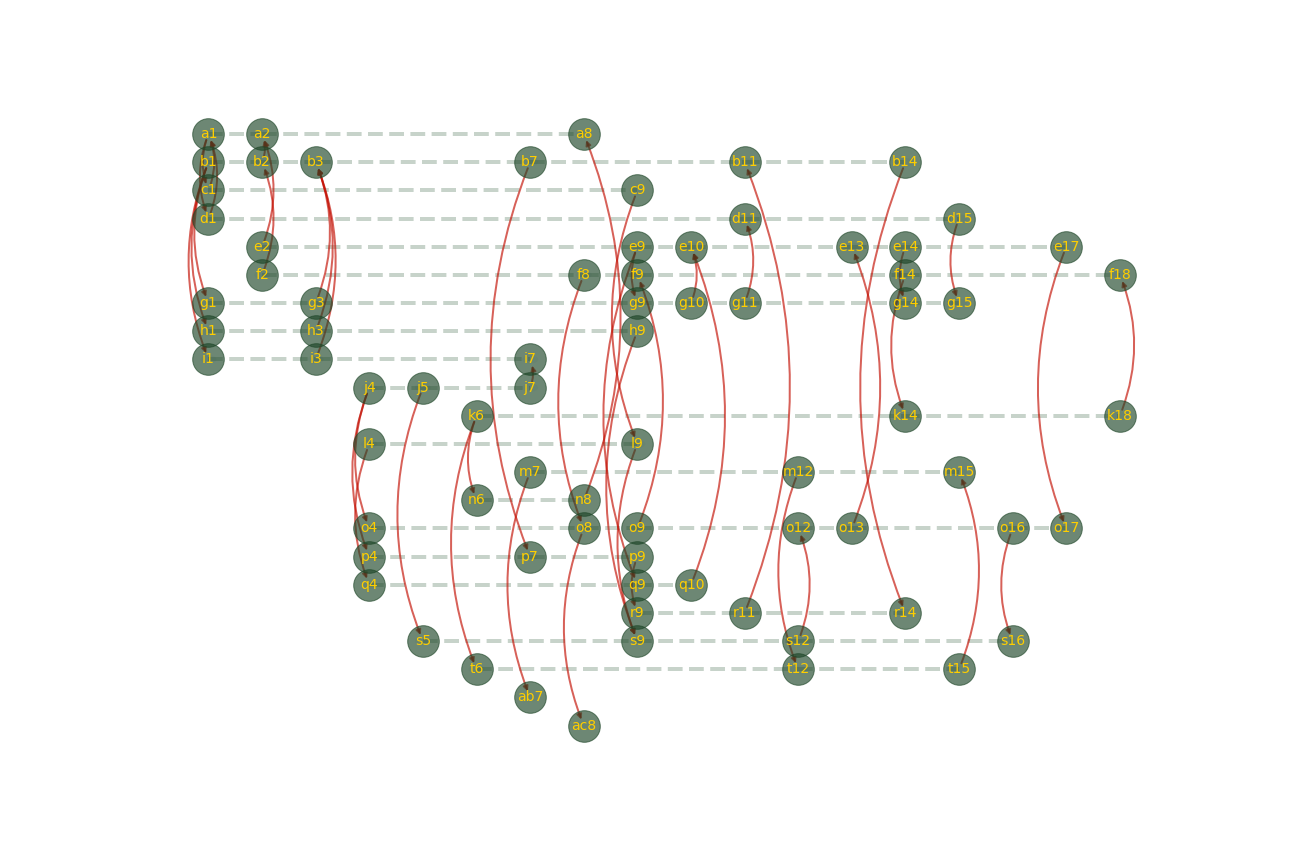 a1 a2 a8
b1 b2 b3 b7 b11 b14
c1 c9
d1 d11 d15
e2 e9 e10 e13 e14 e17
f2 f8 f9 f14 f18
g1 g3 g9 g10 g11 g14 g15
h1 h3 h9
i1 i3 i7
j4 j5 j7
k6 k14 k18
l4 l9
m7 m12 m15
n6 n8
o4 o8 o9 o12 o13 o16 o17
p4 p7 p9
q4 q9 q10
r9 r11 r14
s5 s9 s12 s16
t6 t12 t15
ab7
ac8